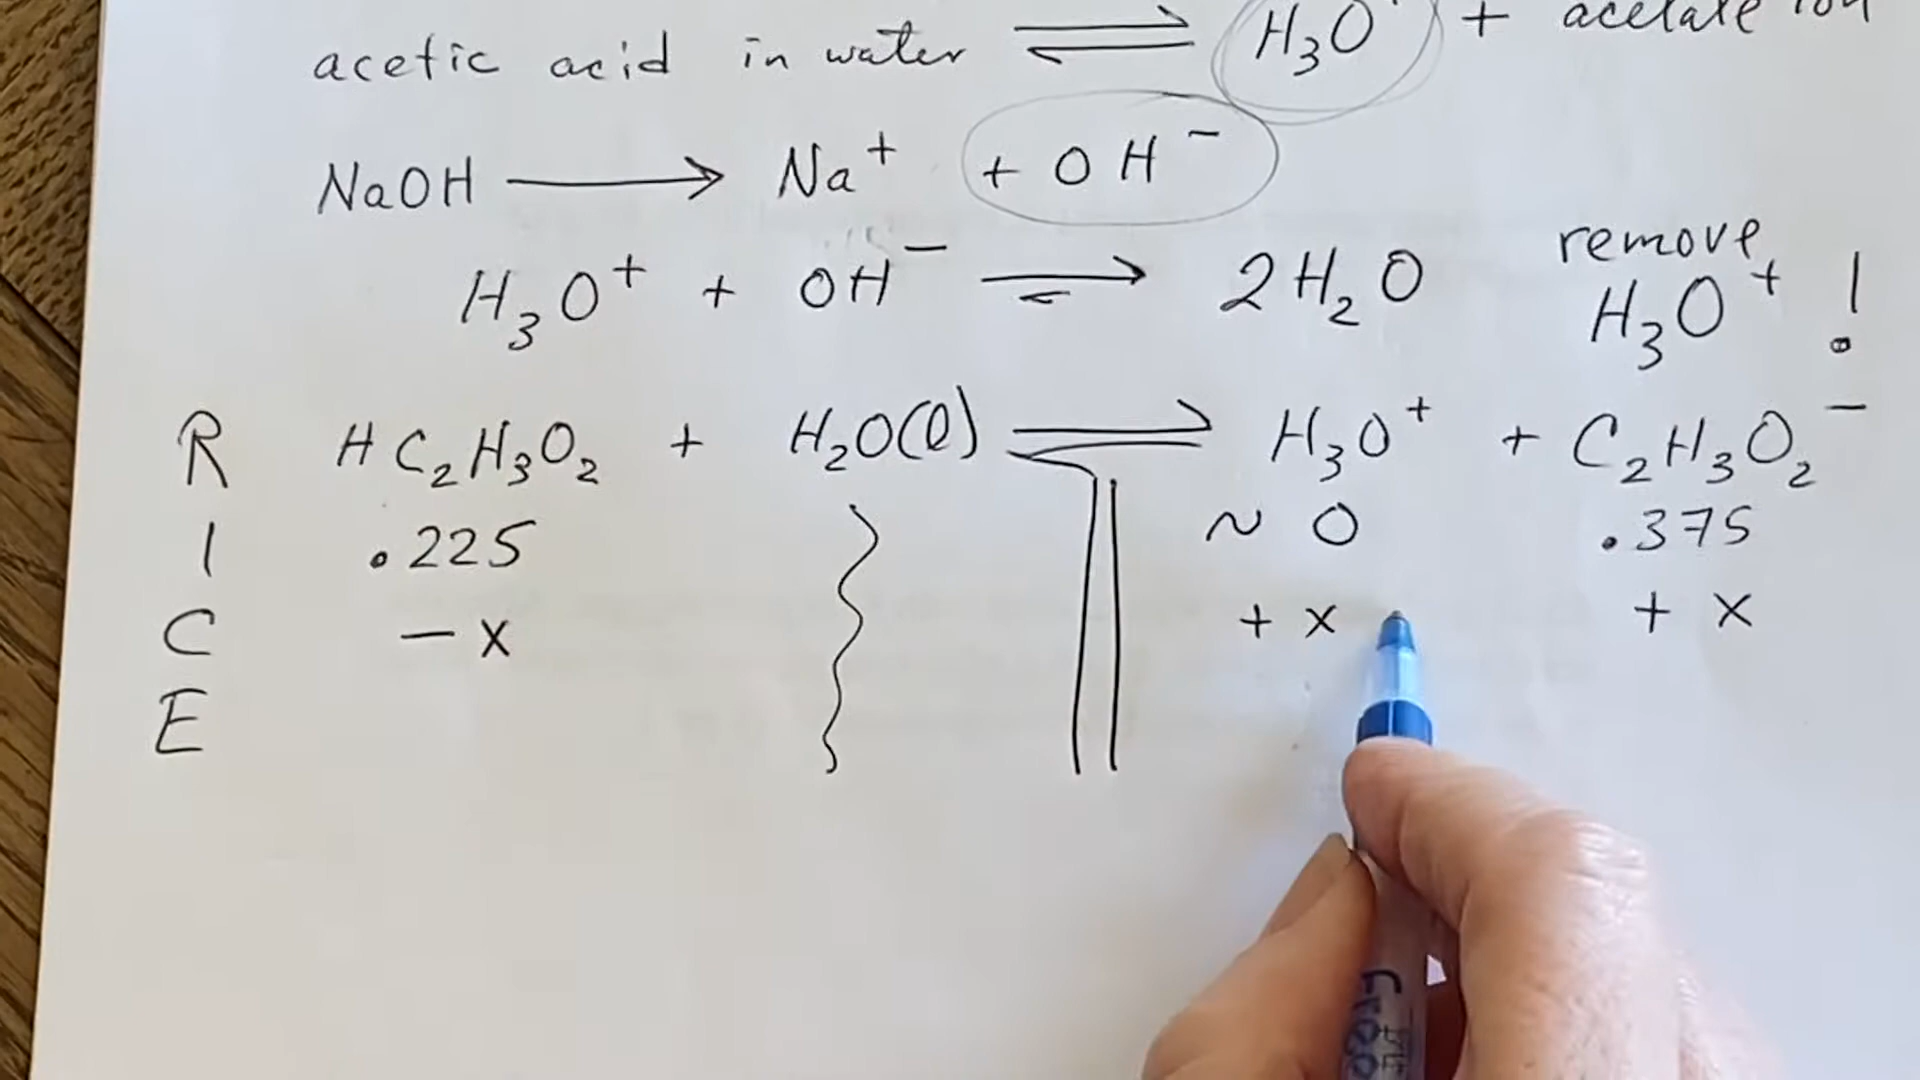 acetic acid in water ⇌ H₃O⁺ + acetate ion
NaOH ⟶ Na⁺ + OH⁻
H₃O⁺ + OH⁻ ⇌ 2H₂O remove H₃O⁺ !
R HC₂H₃O₂ + H₂O(l) ⇌ H₃O⁺ + C₂H₃O₂⁻
I .225 ~ 0 .375
C − x + x + x
E